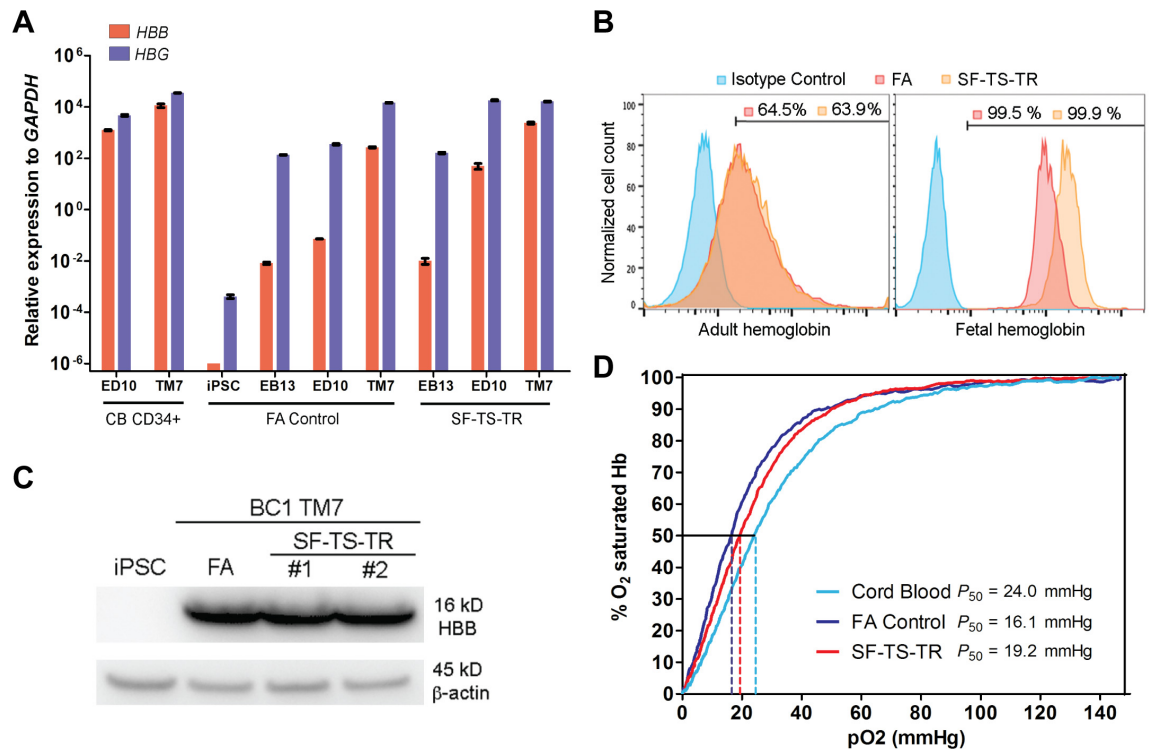 A
HBB
HBG
Relative expression to GAPDH
10^6
10^4
10^2
10^0
10^-2
10^-4
10^-6
ED10 TM7 iPSC EB13 ED10 TM7 EB13 ED10 TM7
CB CD34+ FA Control SF-TS-TR
B
Isotype Control FA SF-TS-TR
Normalized cell count
100
80
60
40
20
0
64.5% 63.9%
99.5 % 99.9 %
Adult hemoglobin Fetal hemoglobin
C
BC1 TM7
SF-TS-TR
iPSC FA #1 #2
16 kD
HBB
45 kD
β-actin
D
% O2 saturated Hb
100
90
80
70
60
50
40
30
20
10
0
Cord Blood P50 = 24.0 mmHg
FA Control P50 = 16.1 mmHg
SF-TS-TR P50 = 19.2 mmHg
0 20 40 60 80 100 120 140
pO2 (mmHg)